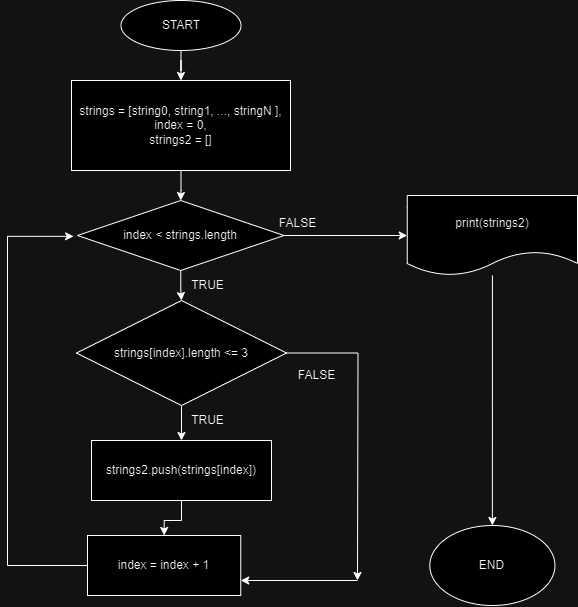 START
strings = [string0, string1, ..., stringN ],
index = 0,
strings2 = []
index < strings.length
FALSE
print(strings2)
TRUE
strings[index].length <= 3
FALSE
TRUE
strings2.push(strings[index])
index = index + 1
END